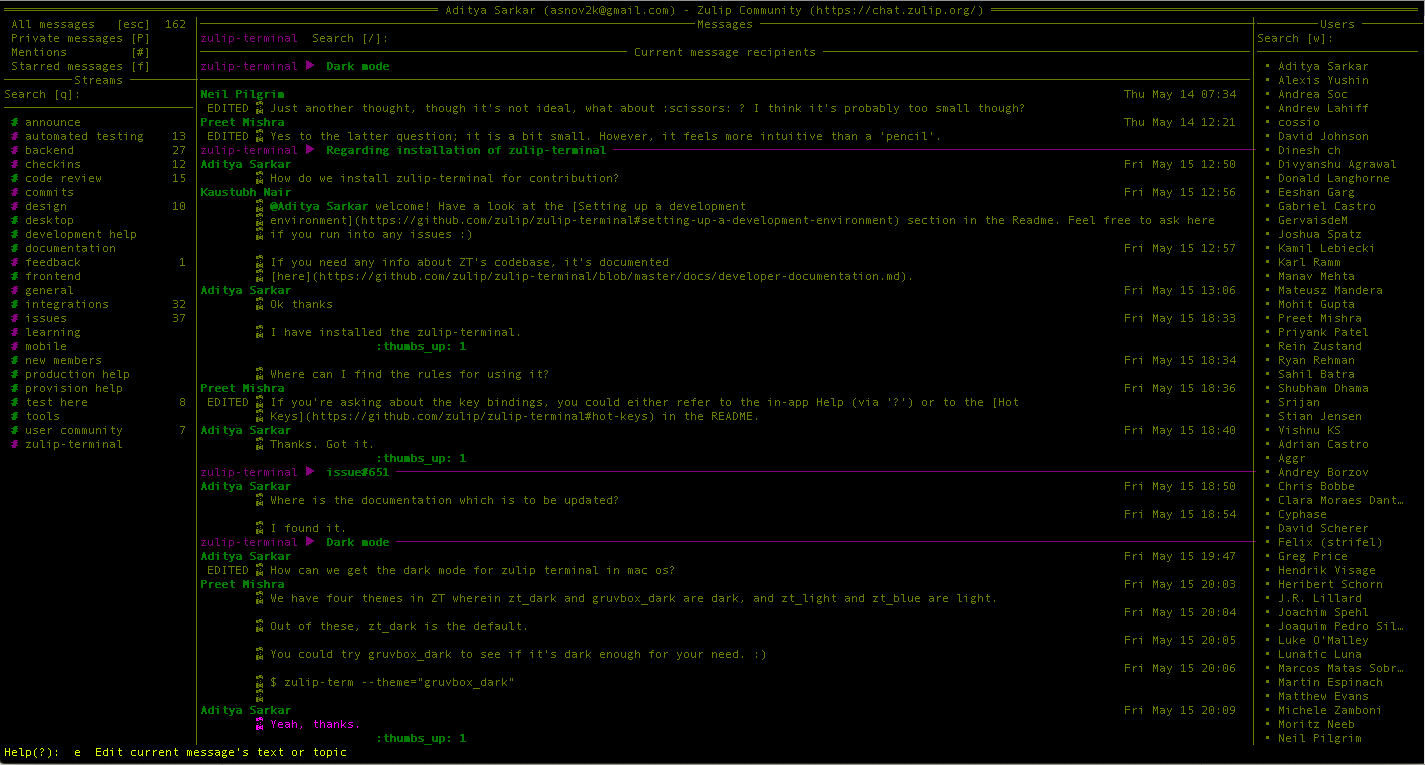 Aditya Sarkar (asnov2k@gmail.com) - Zulip Community (https://chat.zulip.org/)
All messages [esc] 162
Private messages [P]
Mentions [#]
Starred messages [f]
Streams
Search [q]:
# announce
# automated testing 13
# backend 27
# checkins 12
# code review 15
# commits
# design 10
# desktop
# development help
# documentation
# feedback 1
# frontend
# general
# integrations 32
# issues 37
# learning
# mobile
# new members
# production help
# provision help
# test here 8
# tools
# user community 7
# zulip-terminal
Messages
zulip-terminal Search [/]:
Current message recipients
zulip-terminal ▶ Dark mode
Neil Pilgrim Thu May 14 07:34
EDITED Just another thought, though it's not ideal, what about :scissors: ? I think it's probably too small though?
Preet Mishra Thu May 14 12:21
EDITED Yes to the latter question; it is a bit small. However, it feels more intuitive than a 'pencil'.
zulip-terminal ▶ Regarding installation of zulip-terminal
Aditya Sarkar Fri May 15 12:50
How do we install zulip-terminal for contribution?
Kaustubh Nair Fri May 15 12:56
@Aditya Sarkar welcome! Have a look at the [Setting up a development
environment](https://github.com/zulip/zulip-terminal#setting-up-a-development-environment) section in the Readme. Feel free to ask here
if you run into any issues :)
Fri May 15 12:57
If you need any info about ZT's codebase, it's documented
[here](https://github.com/zulip/zulip-terminal/blob/master/docs/developer-documentation.md).
Aditya Sarkar Fri May 15 13:06
Ok thanks
Fri May 15 18:33
I have installed the zulip-terminal.
:thumbs_up: 1
Fri May 15 18:34
Where can I find the rules for using it?
Preet Mishra Fri May 15 18:36
EDITED If you're asking about the key bindings, you could either refer to the in-app Help (via '?') or to the [Hot
Keys](https://github.com/zulip/zulip-terminal#hot-keys) in the README.
Aditya Sarkar Fri May 15 18:40
Thanks. Got it.
:thumbs_up: 1
zulip-terminal ▶ issue#651
Aditya Sarkar Fri May 15 18:50
Where is the documentation which is to be updated?
Fri May 15 18:54
I found it.
zulip-terminal ▶ Dark mode
Aditya Sarkar Fri May 15 19:47
EDITED How can we get the dark mode for zulip terminal in mac os?
Preet Mishra Fri May 15 20:03
We have four themes in ZT wherein zt_dark and gruvbox_dark are dark, and zt_light and zt_blue are light.
Fri May 15 20:04
Out of these, zt_dark is the default.
Fri May 15 20:05
You could try gruvbox_dark to see if it's dark enough for your need. :)
Fri May 15 20:06
$ zulip-term --theme="gruvbox_dark"
Aditya Sarkar Fri May 15 20:09
Yeah, thanks.
:thumbs_up: 1
Users
Search [w]:
• Aditya Sarkar
• Alexis Yushin
• Andrea Soc
• Andrew Lahiff
• cossio
• David Johnson
• Dinesh ch
• Divyanshu Agrawal
• Donald Langhorne
• Eeshan Garg
• Gabriel Castro
• GervaisdeM
• Joshua Spatz
• Kamil Lebiecki
• Karl Ramm
• Manav Mehta
• Mateusz Mandera
• Mohit Gupta
• Preet Mishra
• Priyank Patel
• Rein Zustand
• Ryan Rehman
• Sahil Batra
• Shubham Dhama
• Srijan
• Stian Jensen
• Vishnu KS
• Adrian Castro
• Aggr
• Andrey Borzov
• Chris Bobbe
• Clara Moraes Dant…
• Cyphase
• David Scherer
• Felix (strifel)
• Greg Price
• Hendrik Visage
• Heribert Schorn
• J.R. Lillard
• Joachim Spehl
• Joaquim Pedro Sil…
• Luke O'Malley
• Lunatic Luna
• Marcos Matas Sobr…
• Martin Espinach
• Matthew Evans
• Michele Zamboni
• Moritz Neeb
• Neil Pilgrim
Help(?): e Edit current message's text or topic